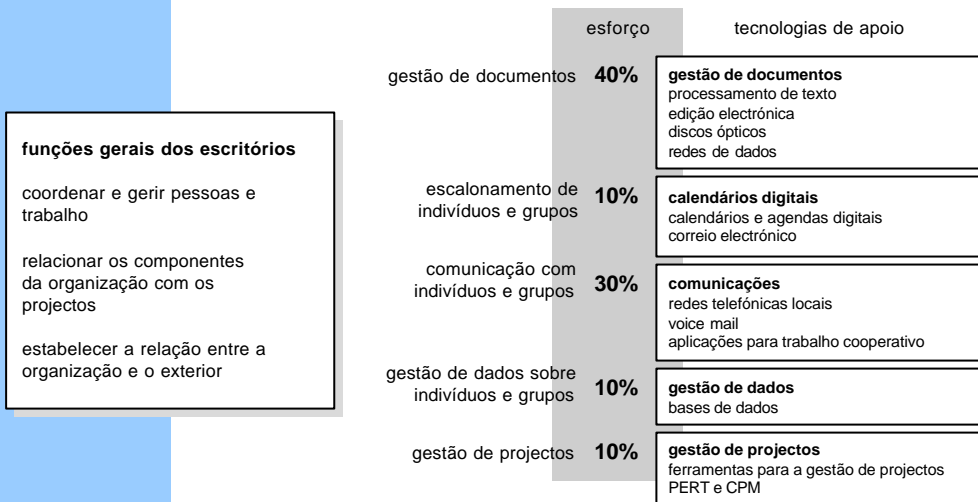 esforço
tecnologias de apoio
funções gerais dos escritórios
coordenar e gerir pessoas e
trabalho
relacionar os componentes
da organização com os
projectos
estabelecer a relação entre a
organização e o exterior
gestão de documentos
40%
gestão de documentos
processamento de texto
edição electrónica
discos ópticos
redes de dados
escalonamento de
indivíduos e grupos
10%
calendários digitais
calendários e agendas digitais
correio electrónico
comunicação com
indivíduos e grupos
30%
comunicações
redes telefónicas locais
voice mail
aplicações para trabalho cooperativo
gestão de dados sobre
indivíduos e grupos
10%
gestão de dados
bases de dados
gestão de projectos
10%
gestão de projectos
ferramentas para a gestão de projectos
PERT e CPM